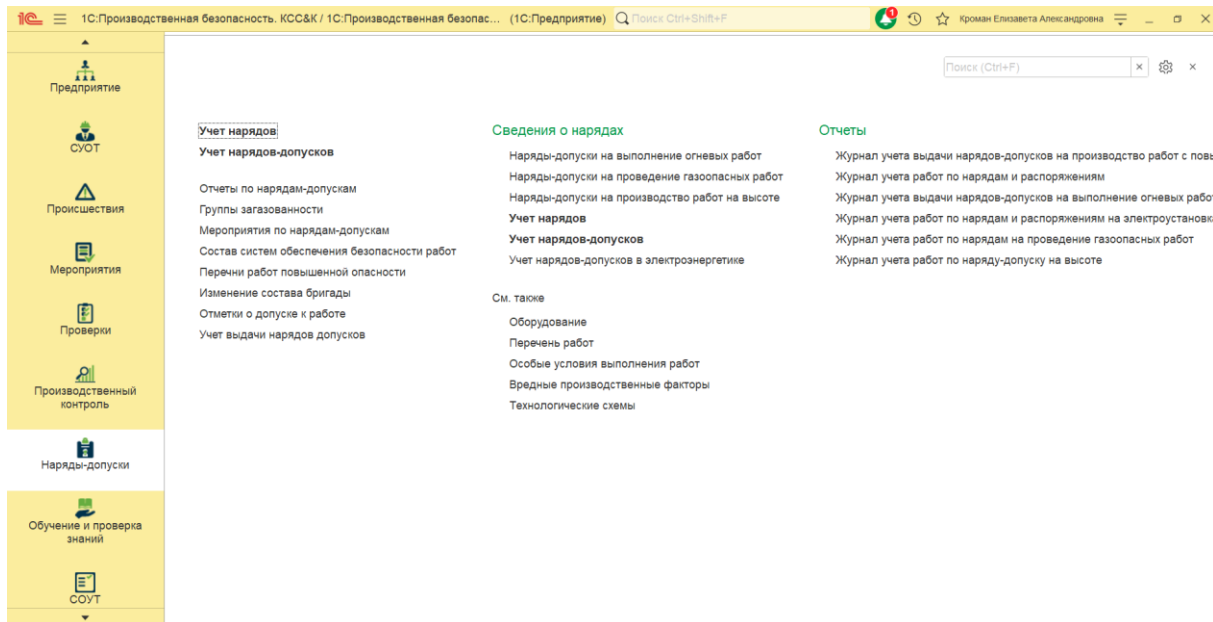 1С:Производственная безопасность. КСС&К / 1С:Производственная безопас... (1С:Предприятие)
Поиск Ctrl+Shift+F
1
Кроман Елизавета Александровна
Предприятие
СУОТ
Происшествия
Мероприятия
Проверки
Производственный
контроль
Наряды-допуски
Обучение и проверка
знаний
СОУТ
Поиск (Ctrl+F)
Учет нарядов
Учет нарядов-допусков
Отчеты по нарядам-допускам
Группы загазованности
Мероприятия по нарядам-допускам
Состав систем обеспечения безопасности работ
Перечни работ повышенной опасности
Изменение состава бригады
Отметки о допуске к работе
Учет выдачи нарядов допусков
Сведения о нарядах
Наряды-допуски на выполнение огневых работ
Наряды-допуски на проведение газоопасных работ
Наряды-допуски на производство работ на высоте
Учет нарядов
Учет нарядов-допусков
Учет нарядов-допусков в электроэнергетике
См. также
Оборудование
Перечень работ
Особые условия выполнения работ
Вредные производственные факторы
Технологические схемы
Отчеты
Журнал учета выдачи нарядов-допусков на производство работ с повы
Журнал учета работ по нарядам и распоряжениям
Журнал учета выдачи нарядов-допусков на выполнение огневых рабо
Журнал учета работ по нарядам и распоряжениям на электроустановк
Журнал учета работ по нарядам на проведение газоопасных работ
Журнал учета работ по наряду-допуску на высоте